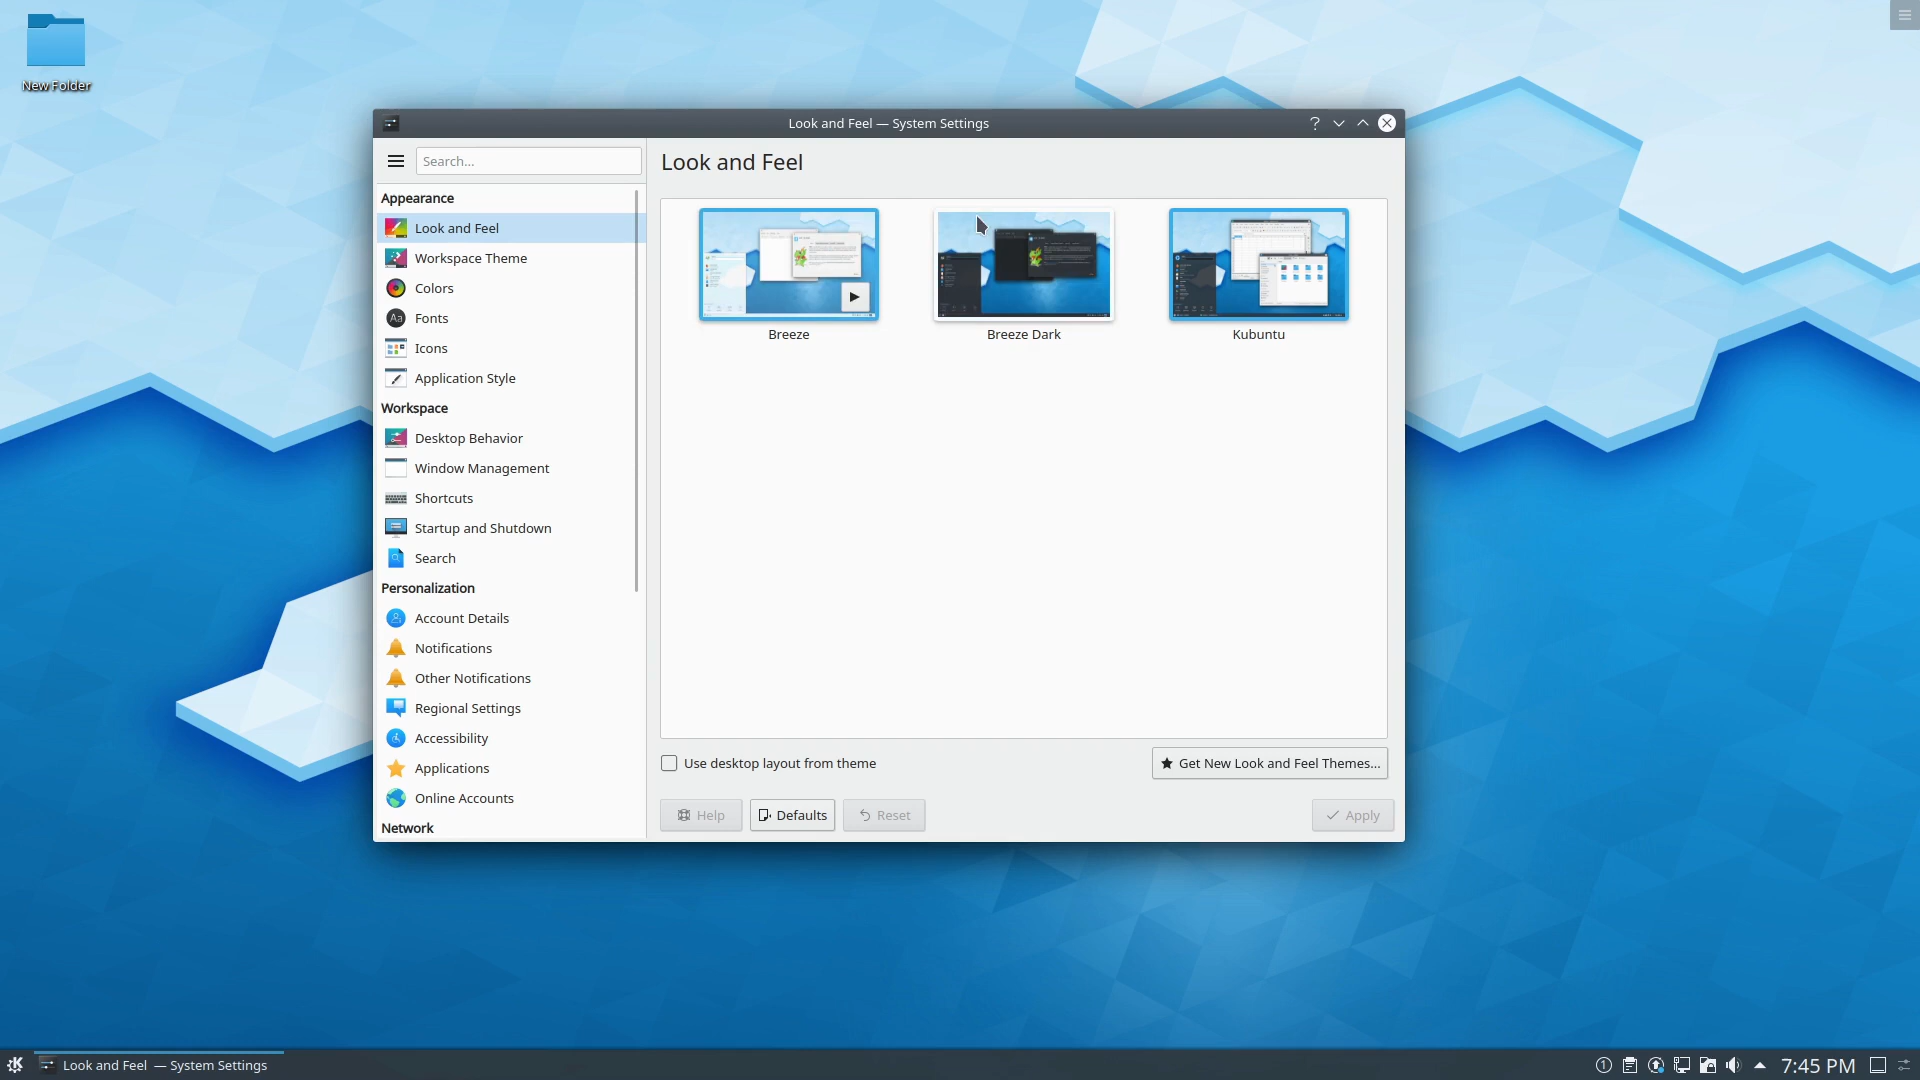 New Folder
Look and Feel — System Settings
Search...
Look and Feel
Appearance
Look and Feel
Workspace Theme
Colors
Aa
Fonts
Icons
Application Style
Workspace
Desktop Behavior
Window Management
Shortcuts
Startup and Shutdown
Search
Personalization
Account Details
Notifications
Other Notifications
Regional Settings
Accessibility
Applications
Online Accounts
Network
Breeze
Breeze Dark
Kubuntu
Use desktop layout from theme
Get New Look and Feel Themes...
Help
Defaults
Reset
Apply
Look and Feel — System Settings
1
7:45 PM